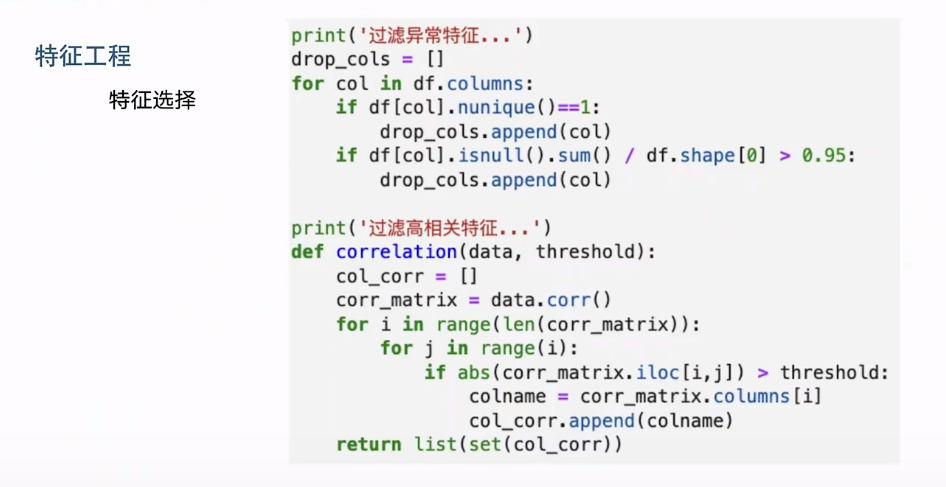 特征工程
特征选择
print('过滤异常特征...')
drop_cols = []
for col in df.columns:
    if df[col].nunique()==1:
        drop_cols.append(col)
    if df[col].isnull().sum() / df.shape[0] > 0.95:
        drop_cols.append(col)

print('过滤高相关特征...')
def correlation(data, threshold):
    col_corr = []
    corr_matrix = data.corr()
    for i in range(len(corr_matrix)):
        for j in range(i):
            if abs(corr_matrix.iloc[i,j]) > threshold:
                colname = corr_matrix.columns[i]
                col_corr.append(colname)
    return list(set(col_corr))